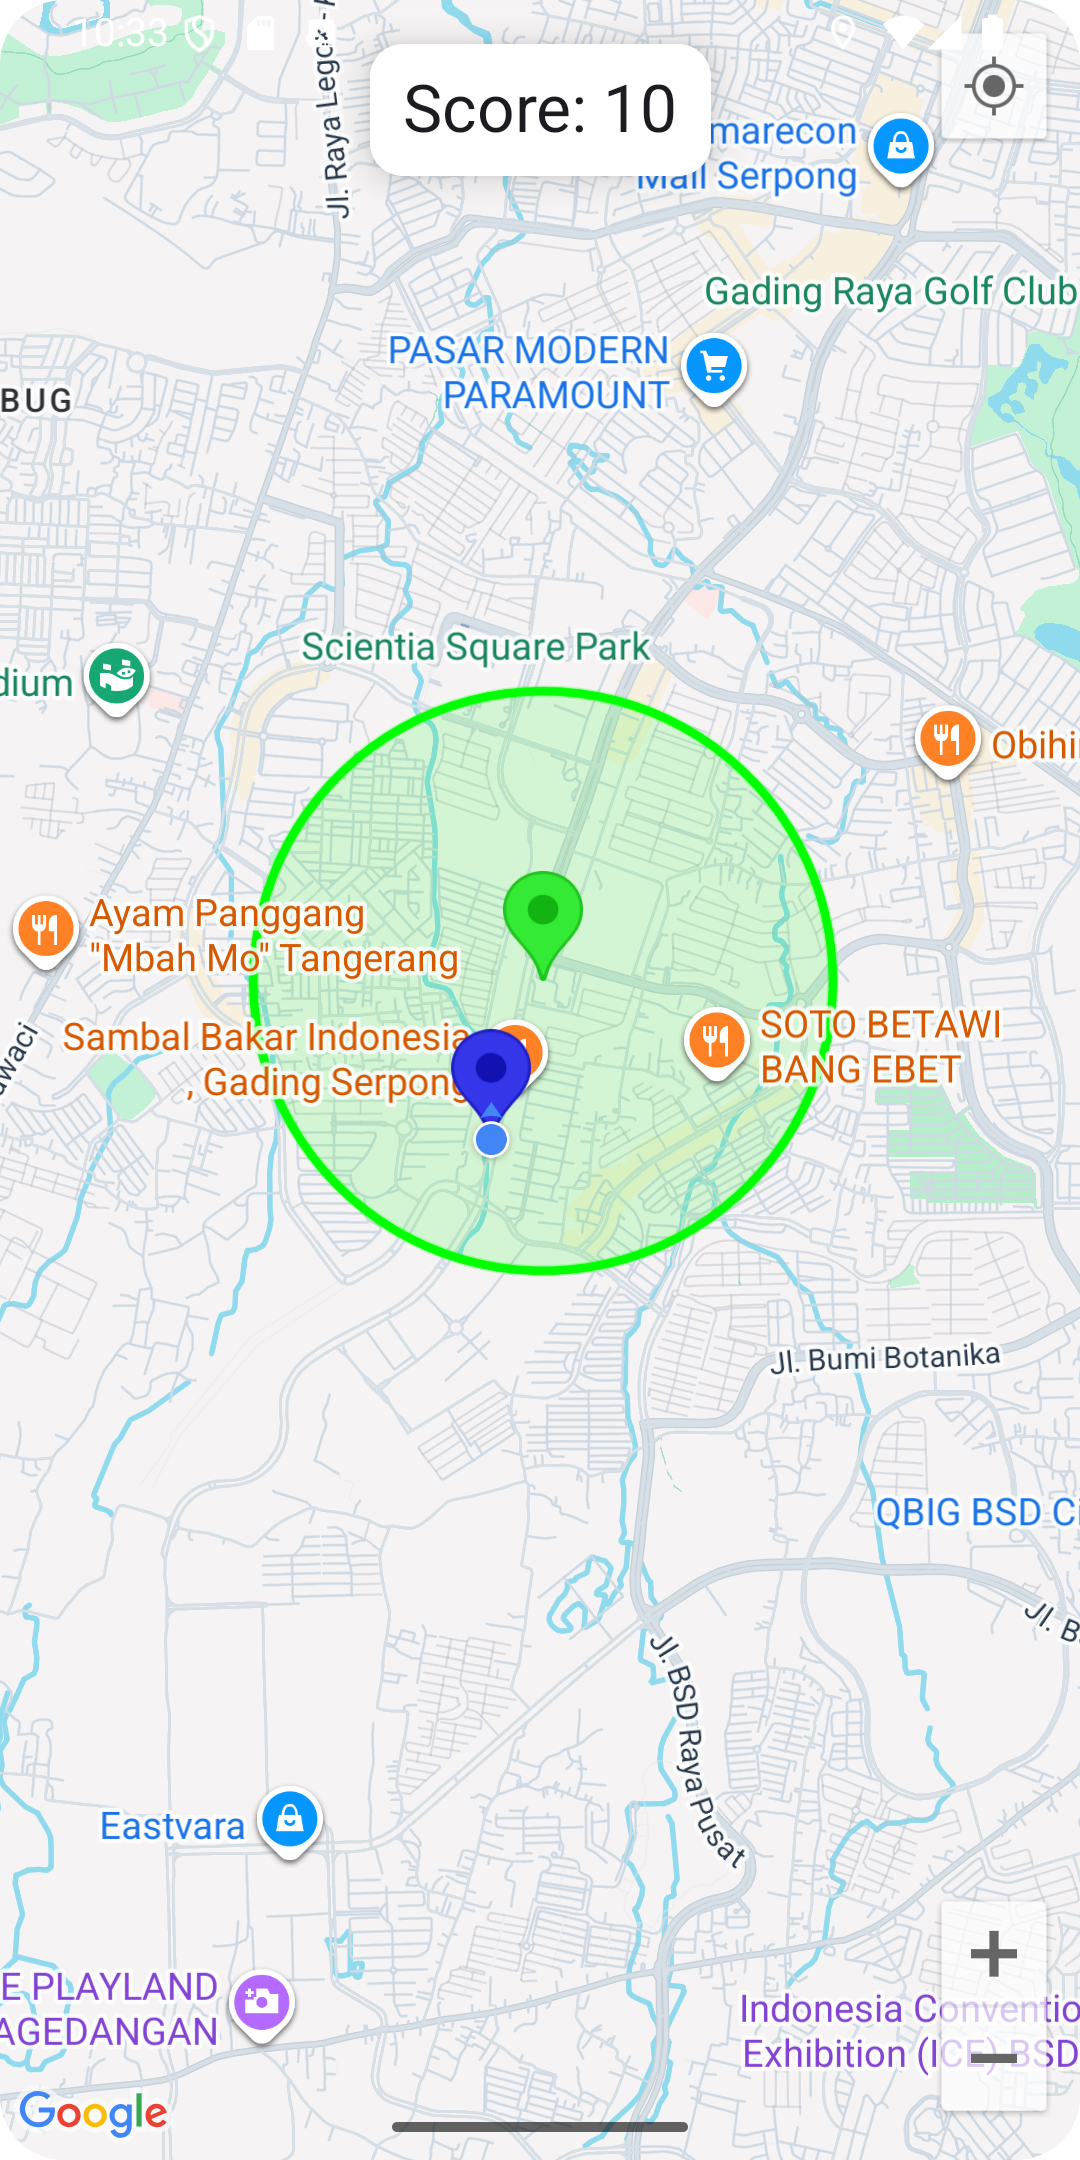 10:33
Score: 10
Jl. Raya Legok -
marecon
Mall Serpong
Gading Raya Golf Club
PASAR MODERN
PARAMOUNT
BUG
Scientia Square Park
dium
Obihi
Ayam Panggang
"Mbah Mo" Tangerang
Sambal Bakar Indonesia
, Gading Serpong
SOTO BETAWI
BANG EBET
awaci
Jl. Bumi Botanika
QBIG BSD Ci
Jl. B
Jl. BSD Raya Pusat
Eastvara
E PLAYLAND
AGEDANGAN
Indonesia Conventio
Exhibition (ICE) BSD
Google